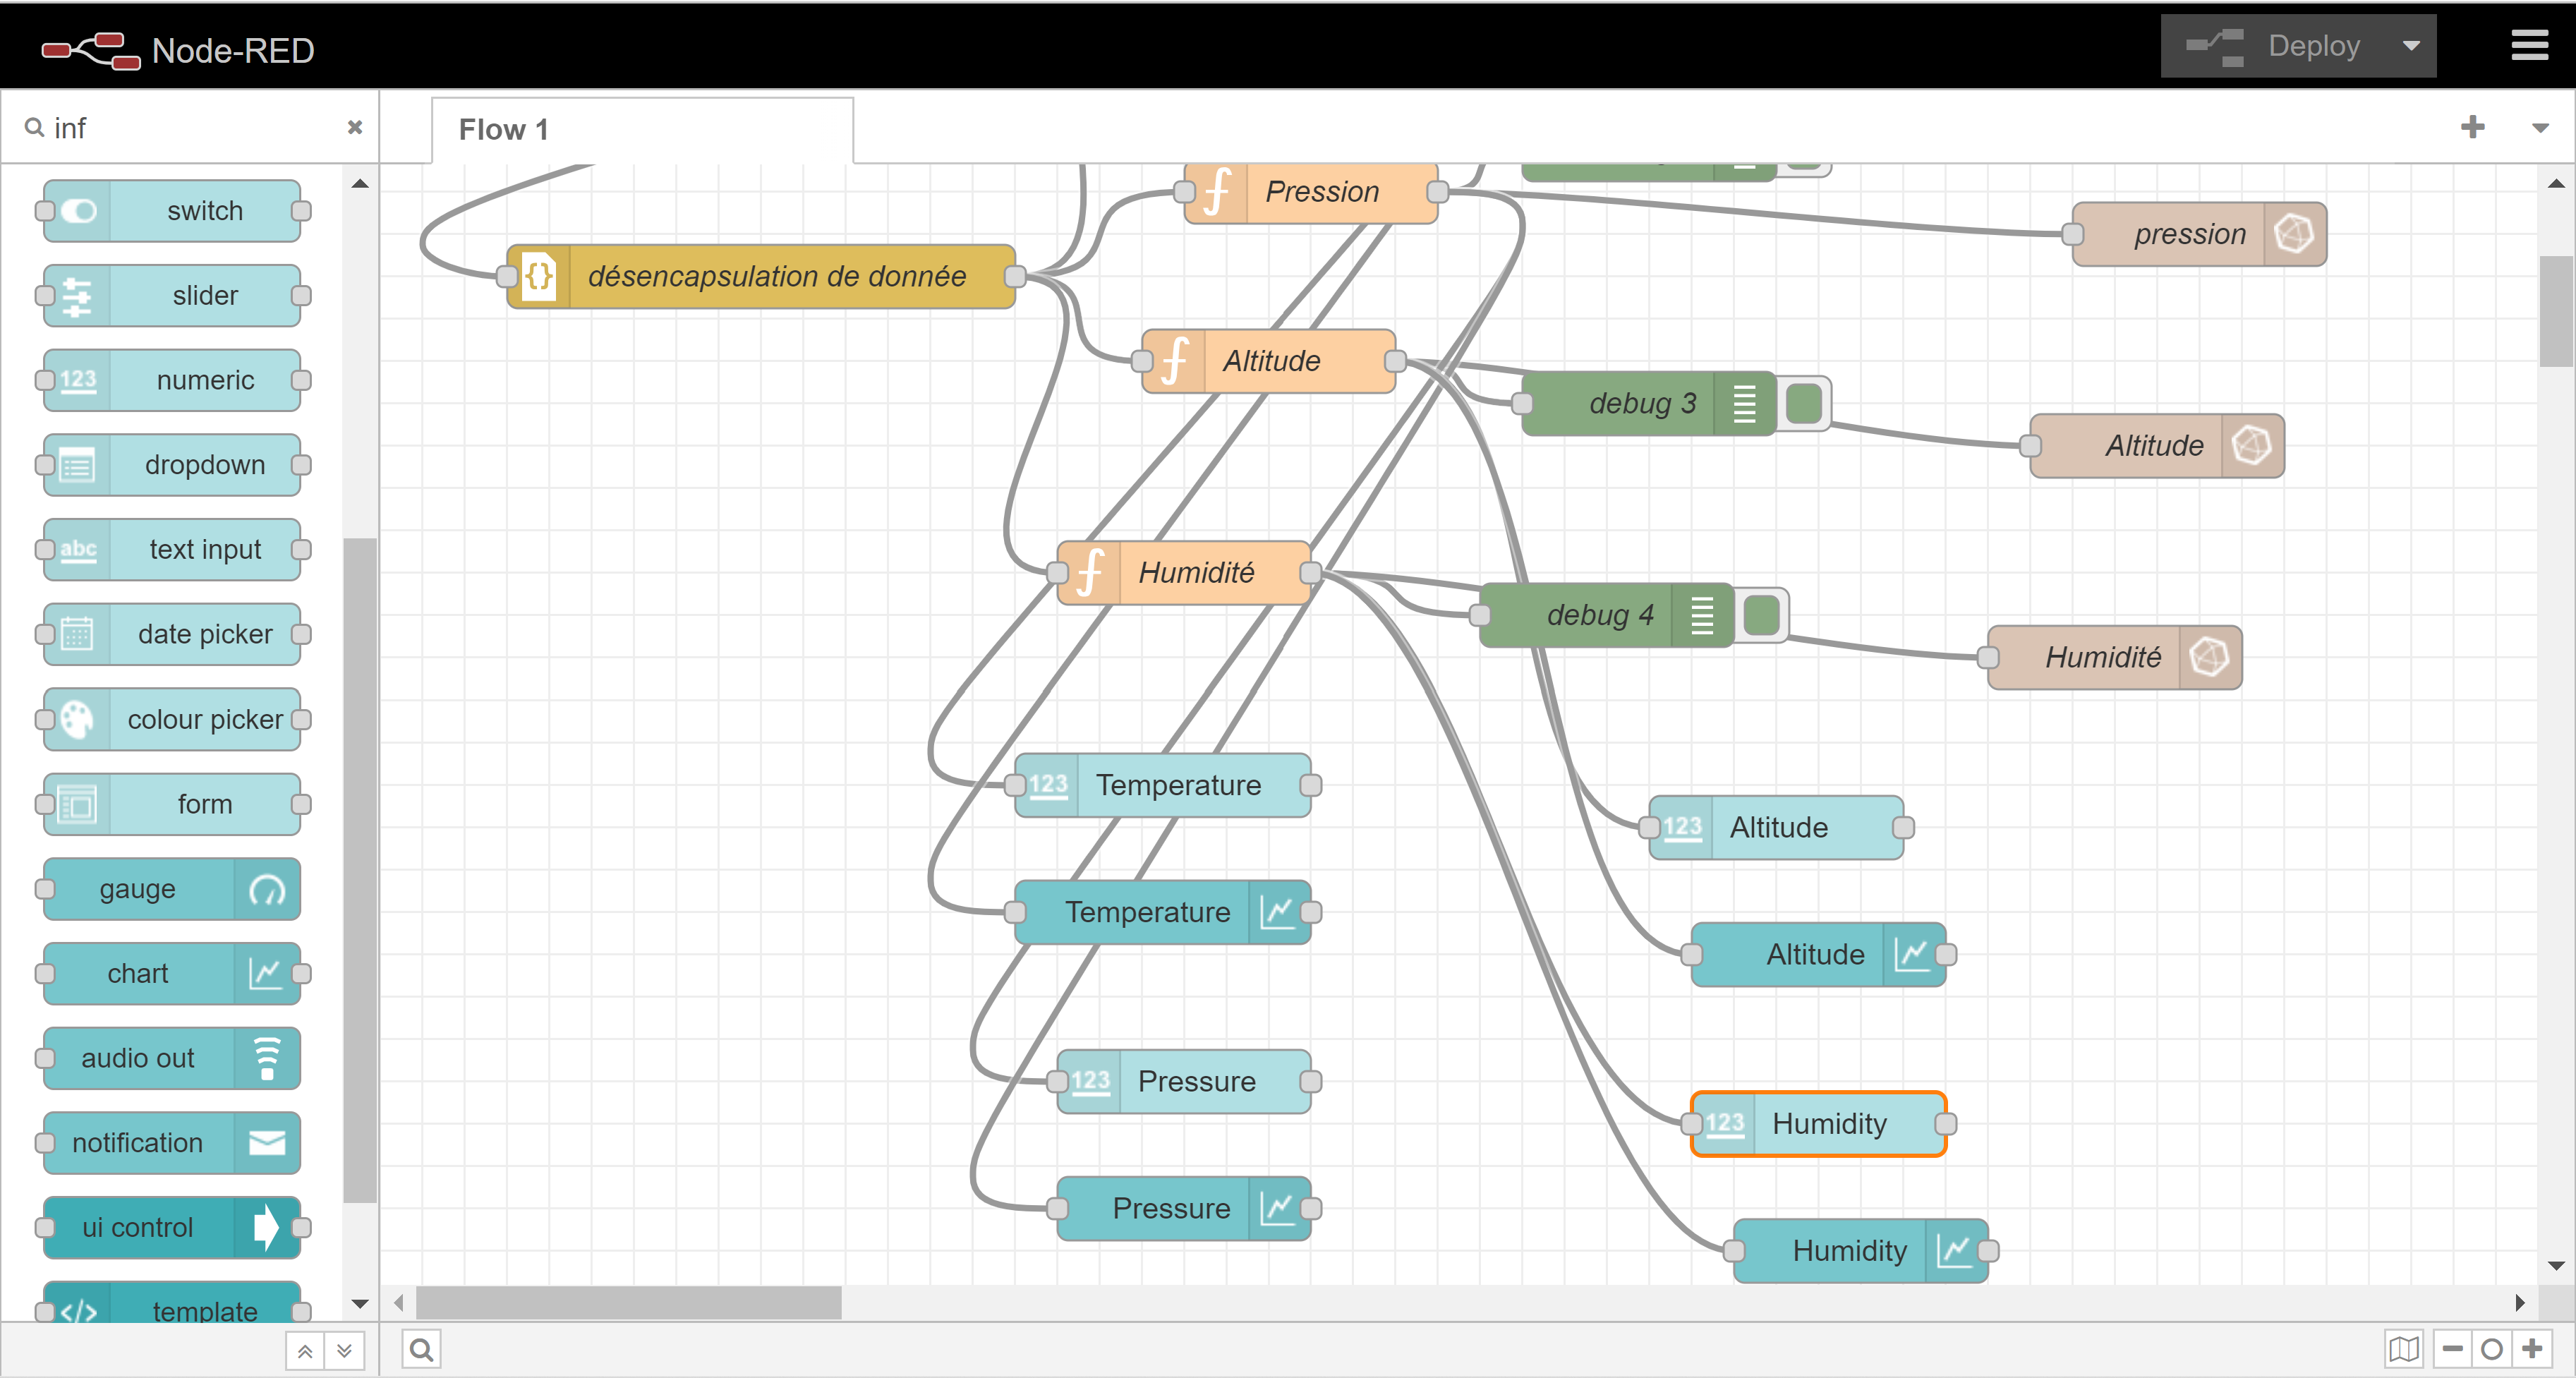 Node-RED
Deploy
inf
Flow 1
switch
slider
123 numeric
dropdown
abc text input
date picker
colour picker
form
gauge
chart
audio out
notification
ui control
</> template
Pression
pression
{} désencapsulation de donnée
Altitude
debug 3
Altitude
Humidité
debug 4
Humidité
123 Temperature
123 Altitude
Temperature
Altitude
123 Pressure
123 Humidity
Pressure
Humidity